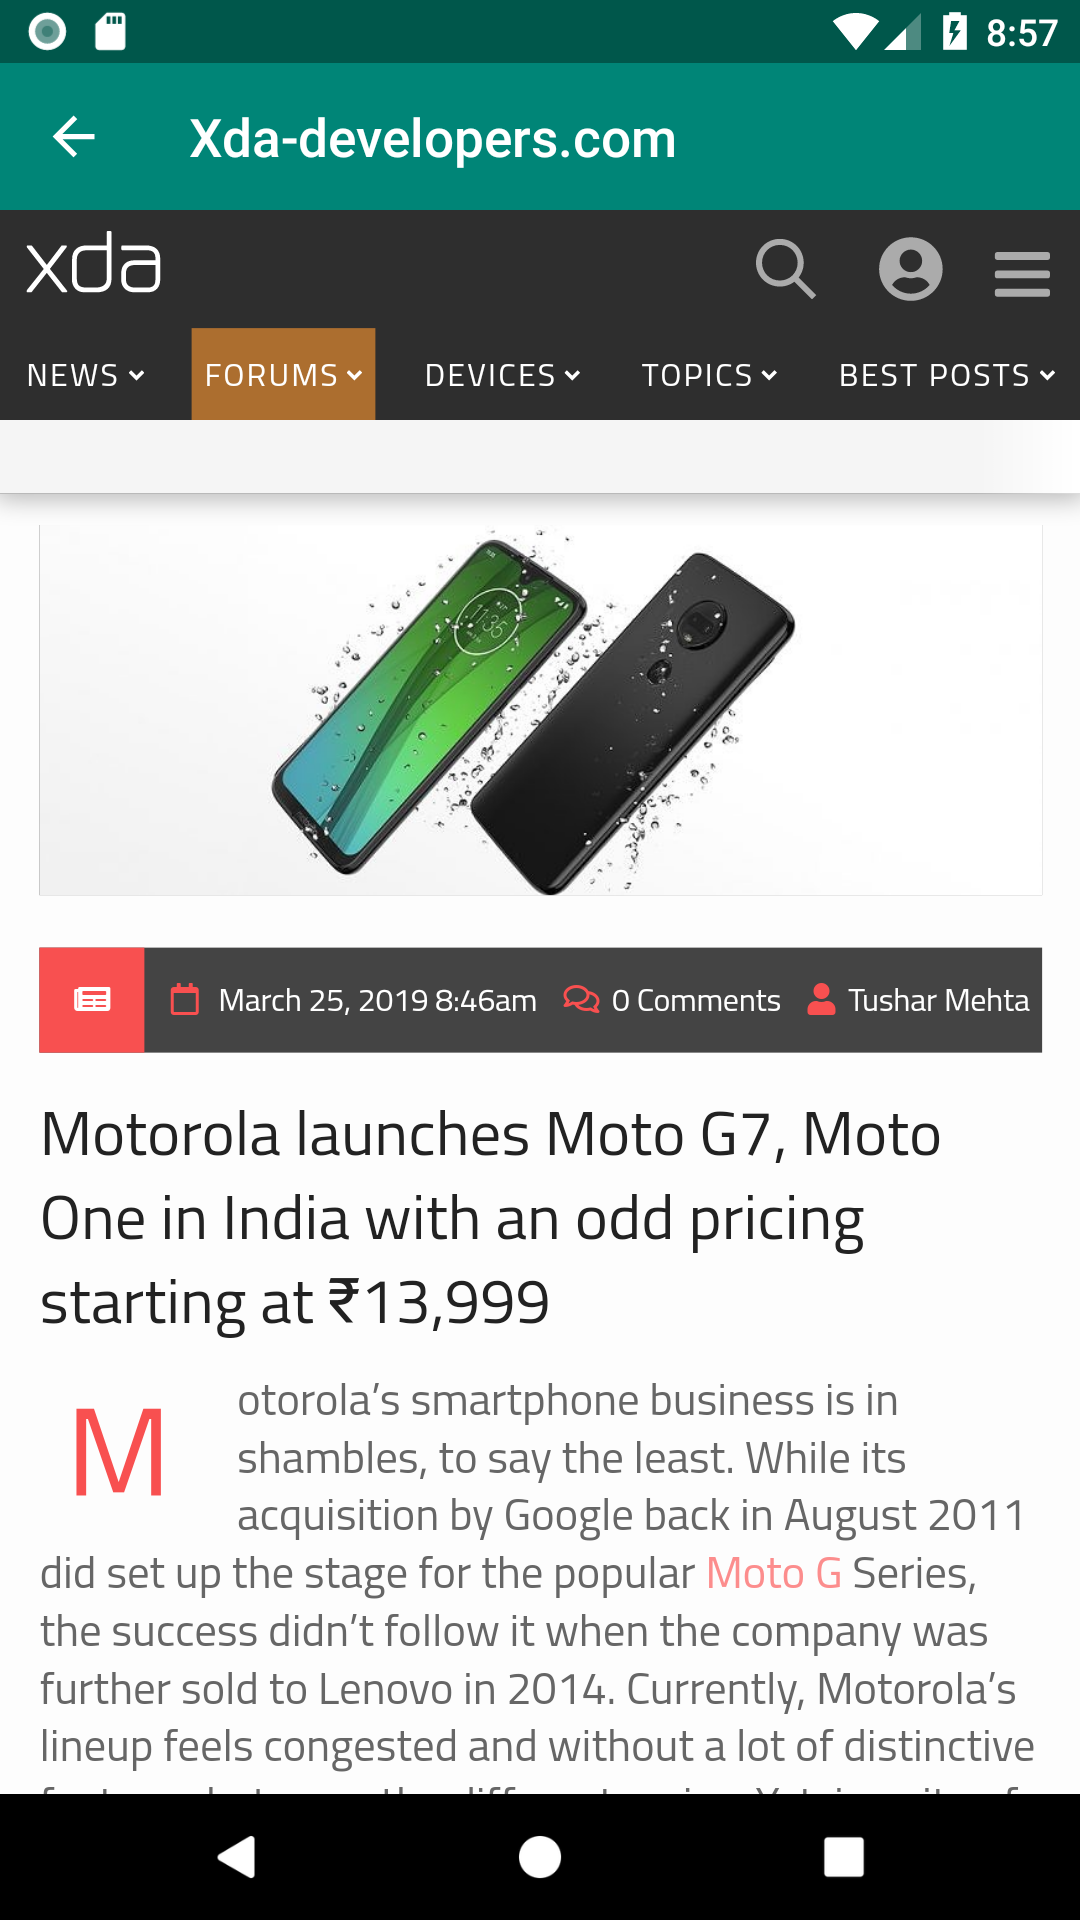 8:57
Xda-developers.com
xda
NEWS FORUMS DEVICES TOPICS BEST POSTS
11:35
March 25, 2019 8:46am 0 Comments Tushar Mehta
Motorola launches Moto G7, Moto
One in India with an odd pricing
starting at ₹13,999
Motorola’s smartphone business is in
shambles, to say the least. While its
acquisition by Google back in August 2011
did set up the stage for the popular Moto G Series,
the success didn’t follow it when the company was
further sold to Lenovo in 2014. Currently, Motorola’s
lineup feels congested and without a lot of distinctive